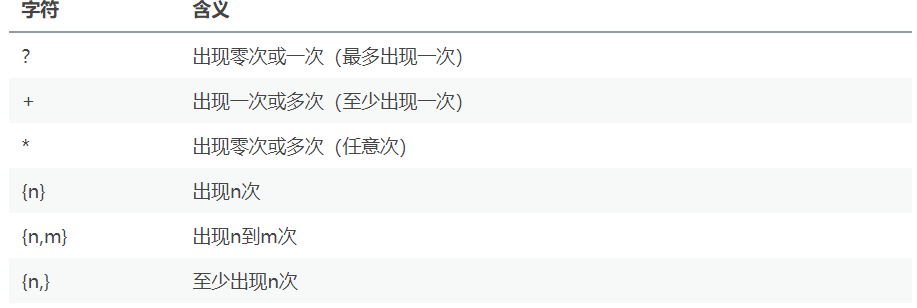 字符 含义
? 出现零次或一次（最多出现一次）
+ 出现一次或多次（至少出现一次）
* 出现零次或多次（任意次）
{n} 出现n次
{n,m} 出现n到m次
{n,} 至少出现n次